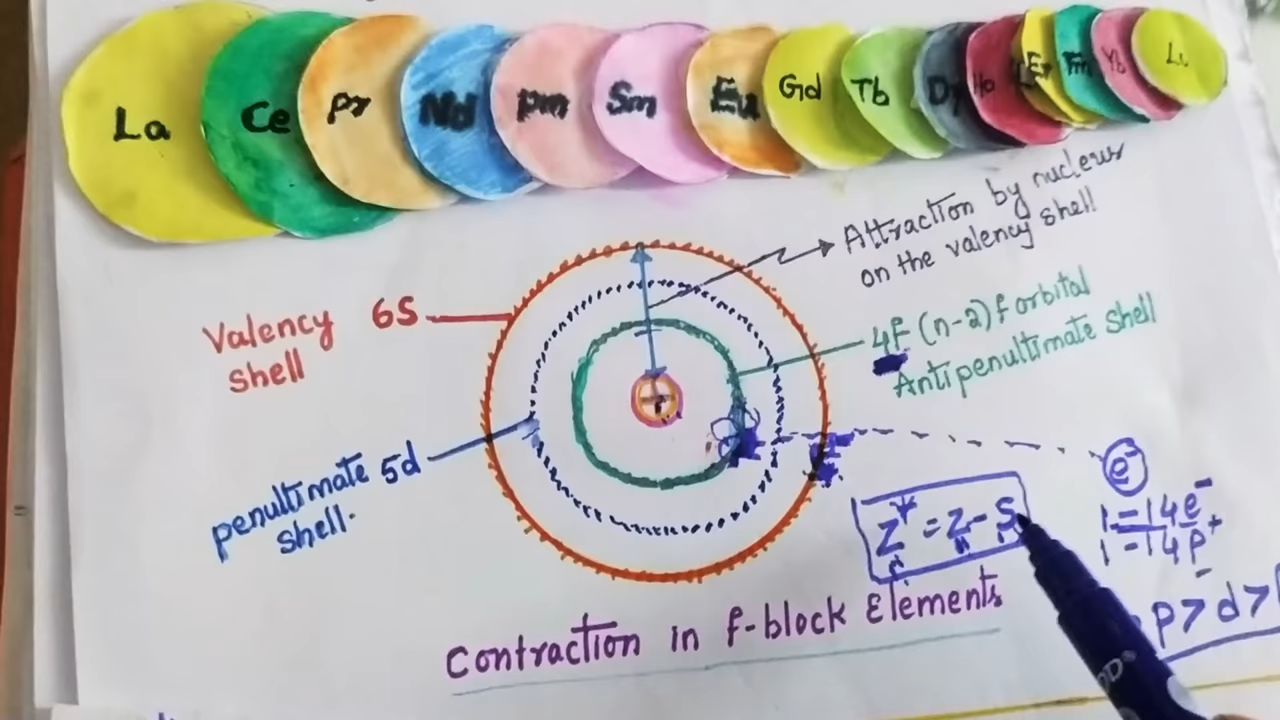 La Ce Pr Nd Pm Sm Eu Gd Tb Dy Ho Er Tm Yb Lu
Attraction by nucleus
on the valency shell
Valency 6S
shell
4f (n-2) f orbital
Antipenultimate shell
penultimate 5d
shell.
e⁻
Z* = Z - S
1-14e⁻
1-14p⁺
p > d >
Contraction in f-block Elements